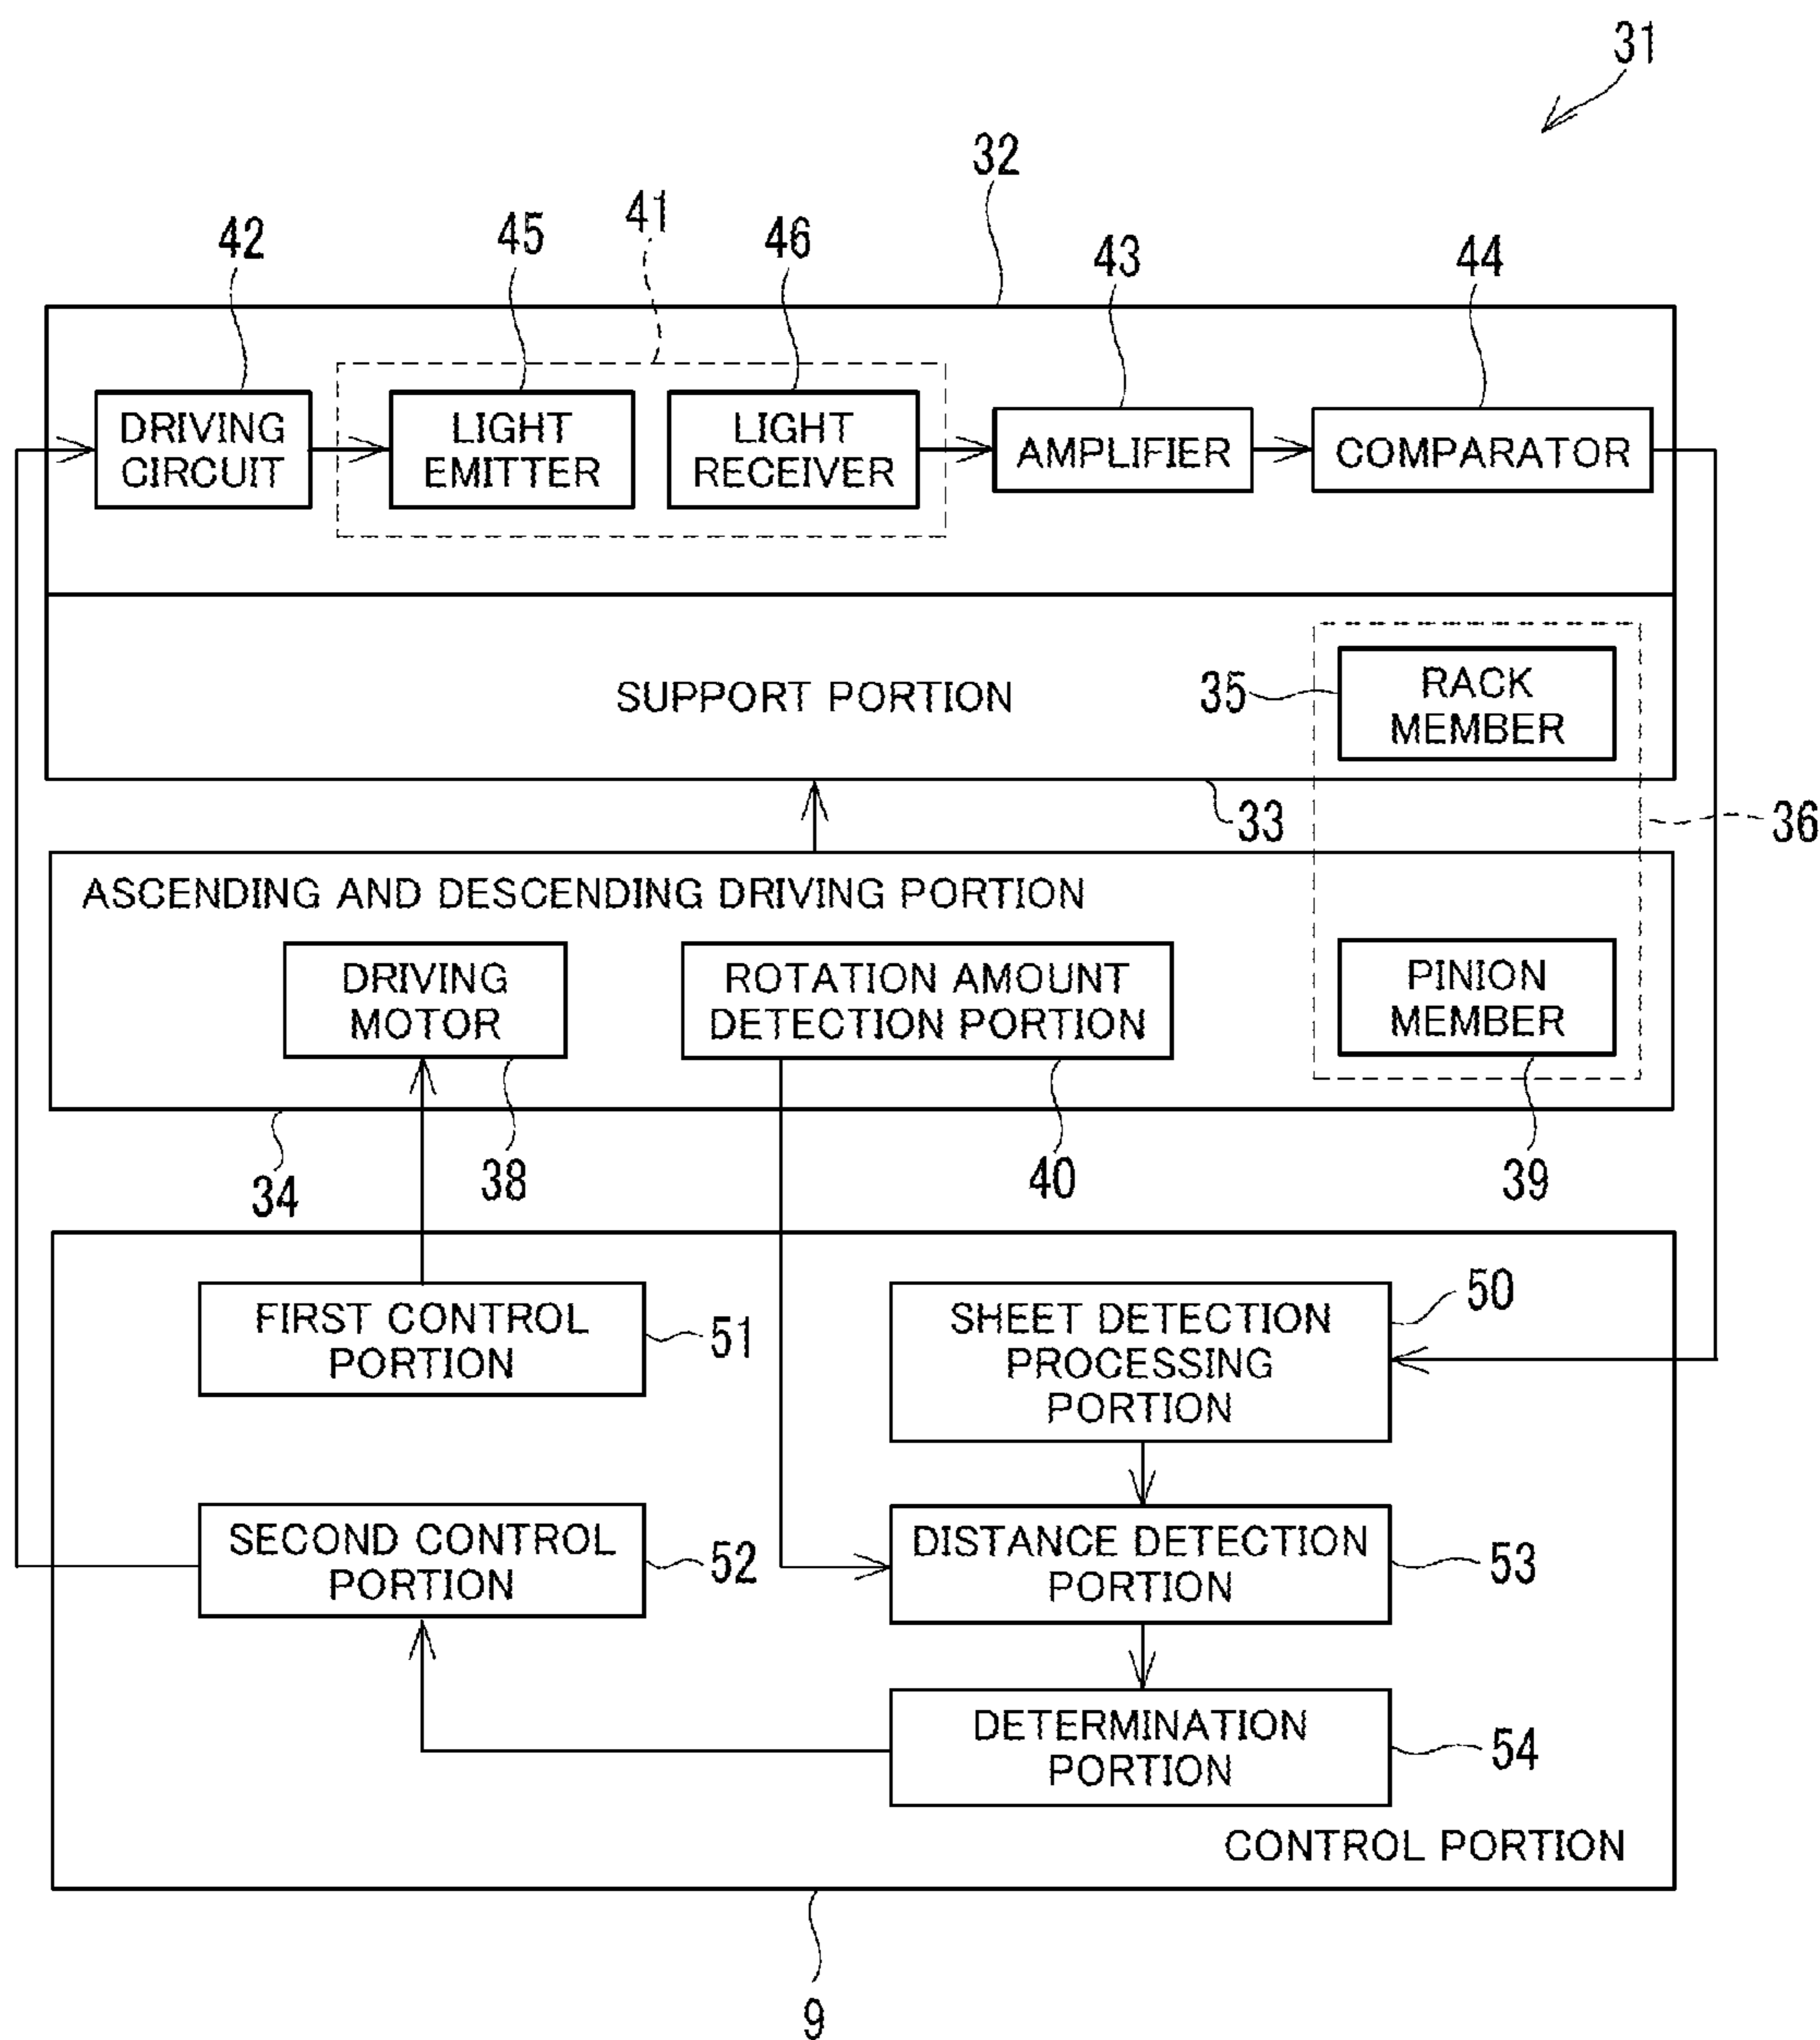 31
32
41
42
45
46
43
44
DRIVING
CIRCUIT
LIGHT
EMITTER
LIGHT
RECEIVER
AMPLIFIER
COMPARATOR
SUPPORT PORTION
35
RACK
MEMBER
33
36
ASCENDING AND DESCENDING DRIVING PORTION
DRIVING
MOTOR
ROTATION AMOUNT
DETECTION PORTION
PINION
MEMBER
34
38
40
39
FIRST CONTROL
PORTION
51
SHEET DETECTION
PROCESSING
PORTION
50
SECOND CONTROL
PORTION
52
DISTANCE DETECTION
PORTION
53
DETERMINATION
PORTION
54
CONTROL PORTION
9